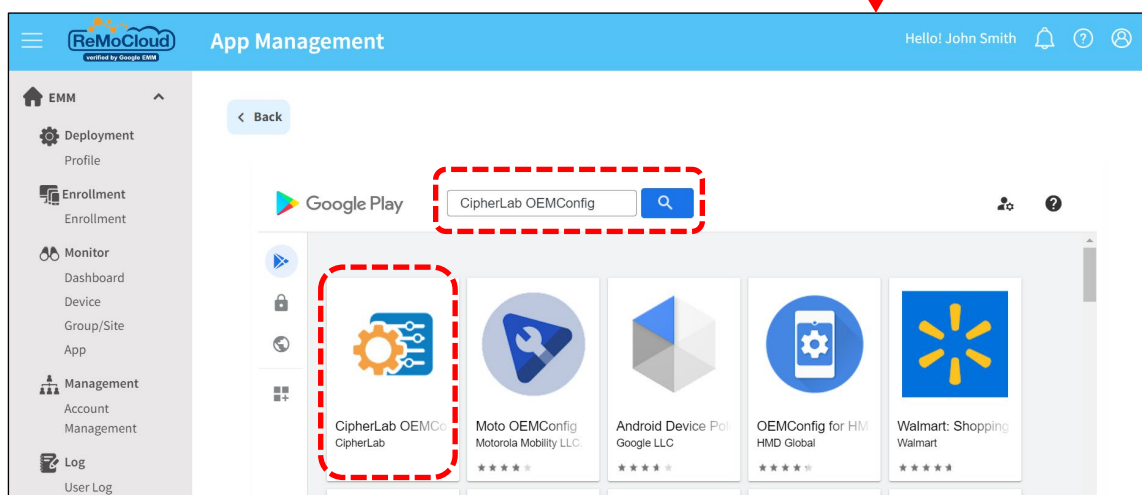 ReMoCloud
verified by Google EMM
App Management
Hello! John Smith
EMM
Back
Deployment
Profile
Enrollment
Enrollment
Monitor
Dashboard
Device
Group/Site
App
Management
Account
Management
Log
User Log
Google Play
CipherLab OEMConfig
CipherLab OEMCo
CipherLab
Moto OEMConfig
Motorola Mobility LLC.
Android Device Pol
Google LLC
OEMConfig for HM
HMD Global
Walmart: Shopping
Walmart